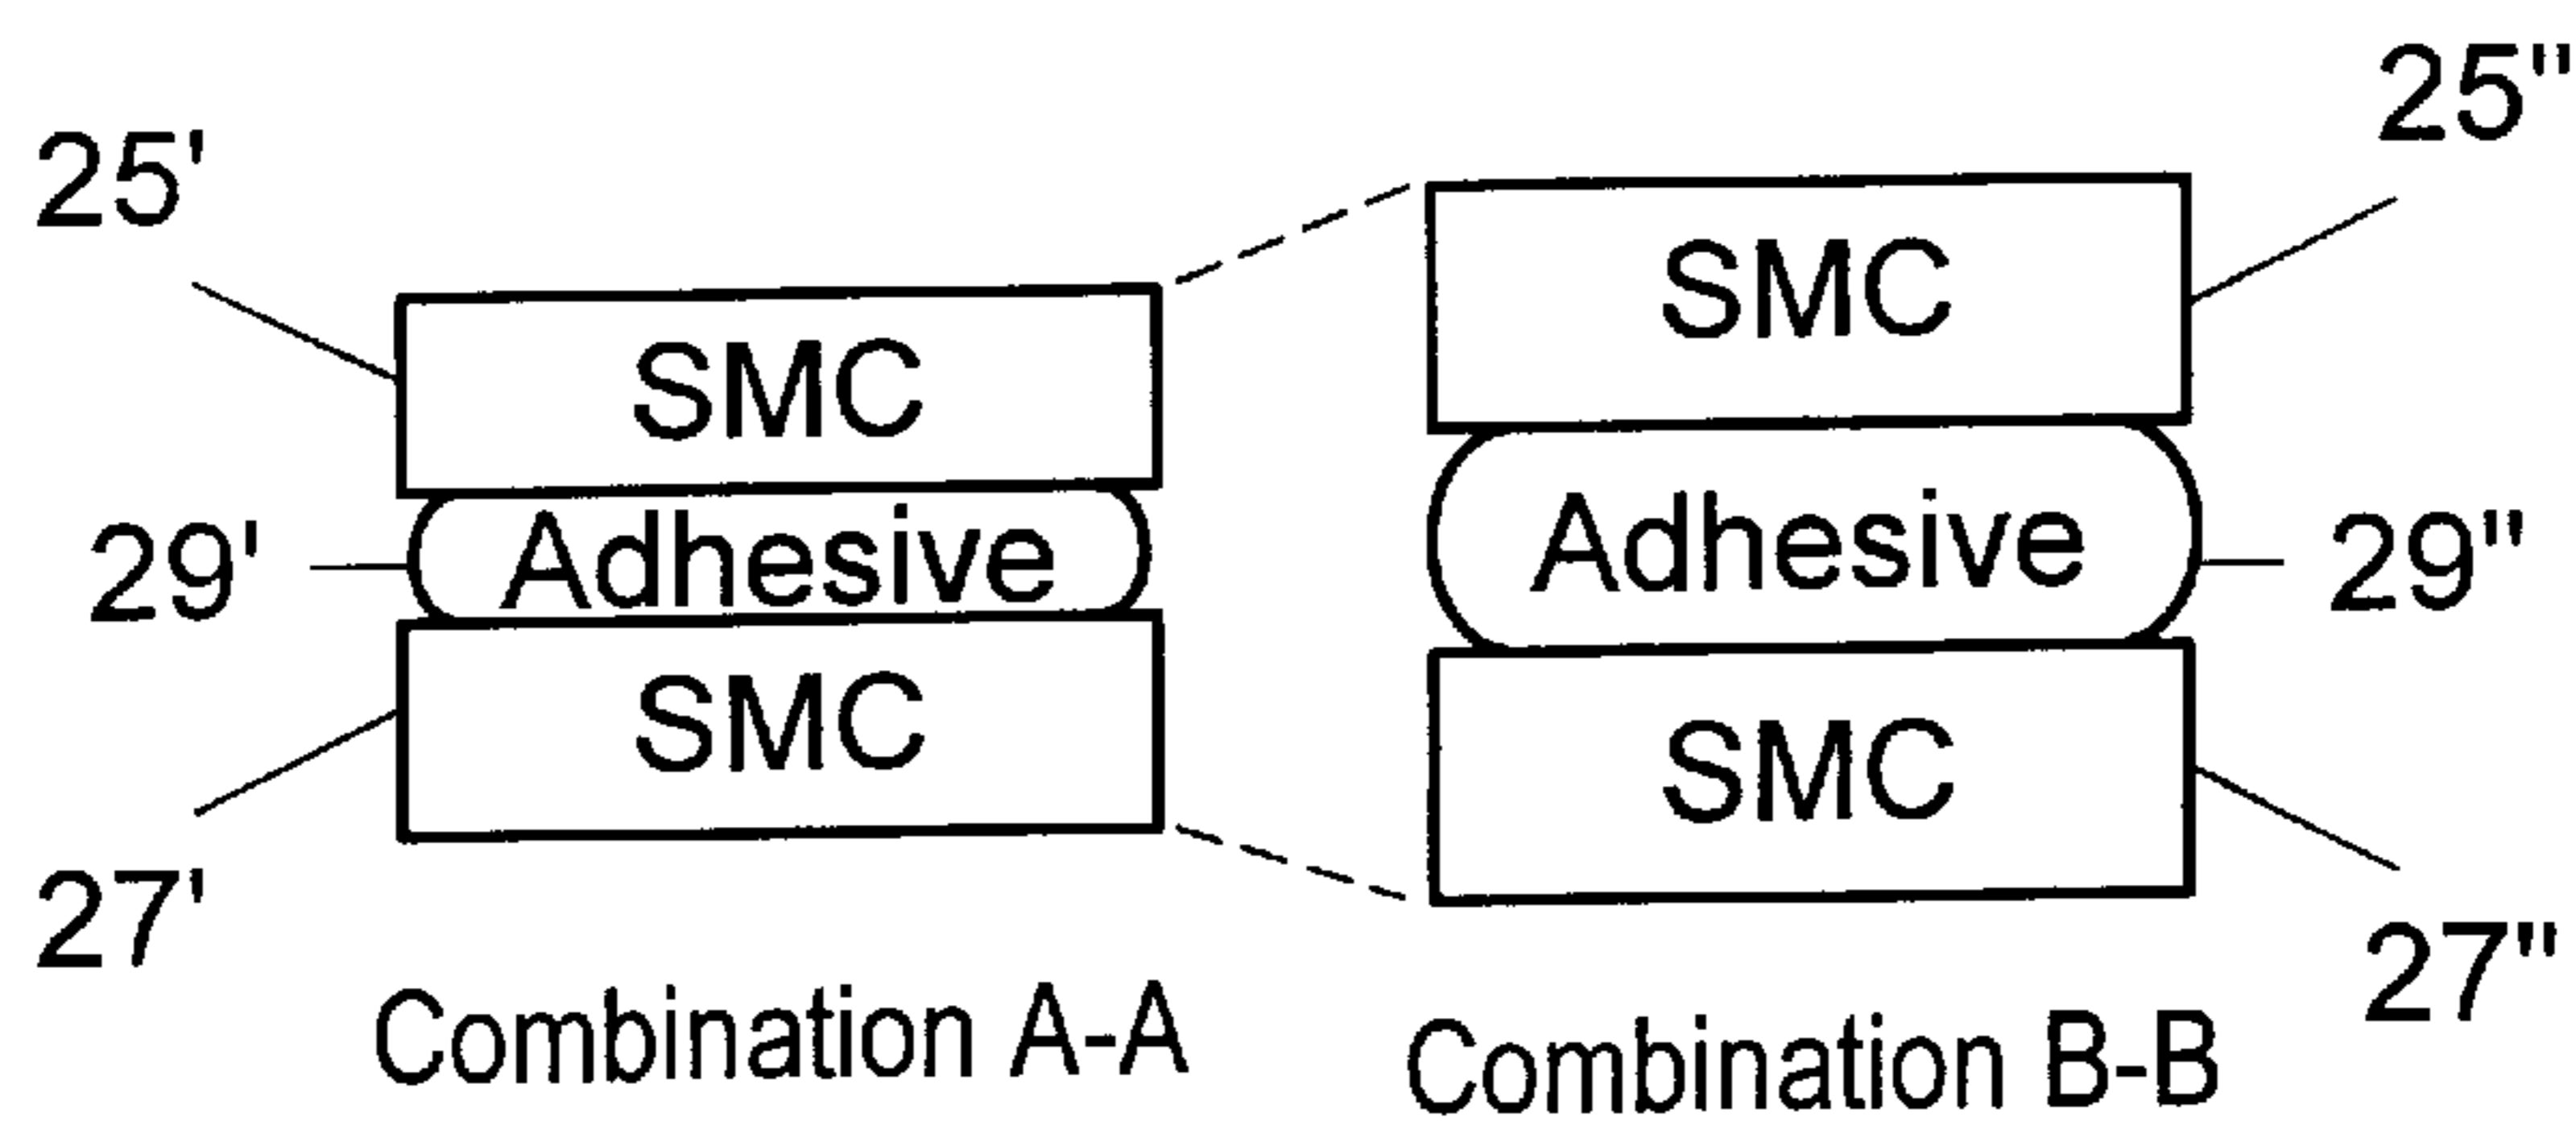 25'
SMC
29'
Adhesive
SMC
27'
Combination A-A
25"
SMC
Adhesive
29"
SMC
27"
Combination B-B